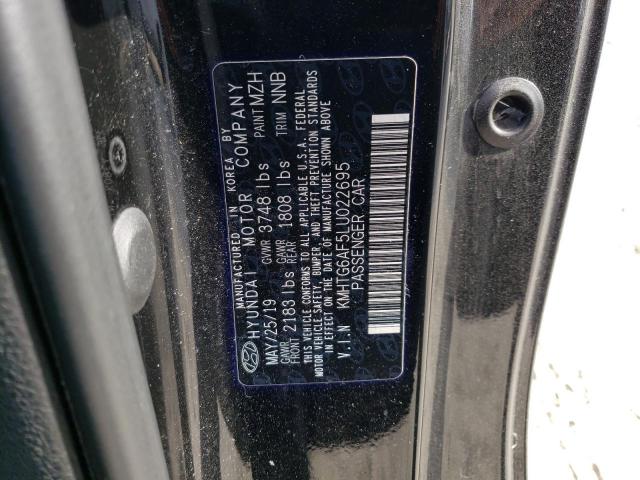 MANUFACTURED IN KOREA BY
HYUNDAI MOTOR COMPANY
MAY/25/19 GVWR 3748 lbs PAINT MZH
GAWR FRONT 2183 lbs GAWR REAR 1808 lbs TRIM NNB
THIS VEHICLE CONFORMS TO ALL APPLICABLE U.S.A. FEDERAL
MOTOR VEHICLE SAFETY, BUMPER, AND THEFT PREVENTION STANDARDS
IN EFFECT ON THE DATE OF MANUFACTURE SHOWN ABOVE
V.I.N KMHTG6AF5LU022695
PASSENGER CAR